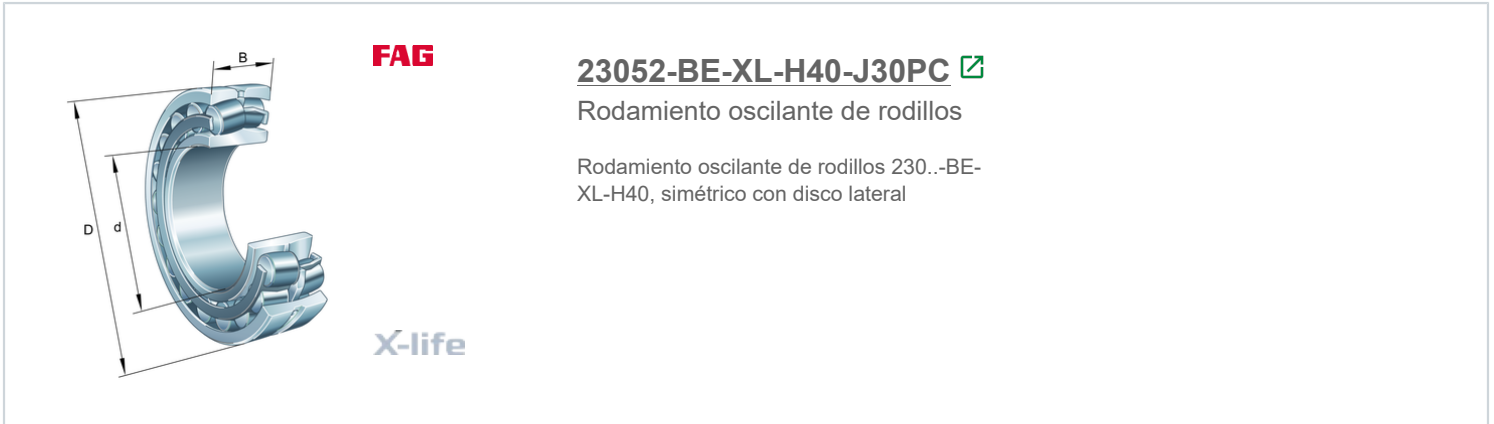 B
FAG
23052-BE-XL-H40-J30PC
Rodamiento oscilante de rodillos
Rodamiento oscilante de rodillos 230..-BE-
XL-H40, simétrico con disco lateral
D
d
X-life